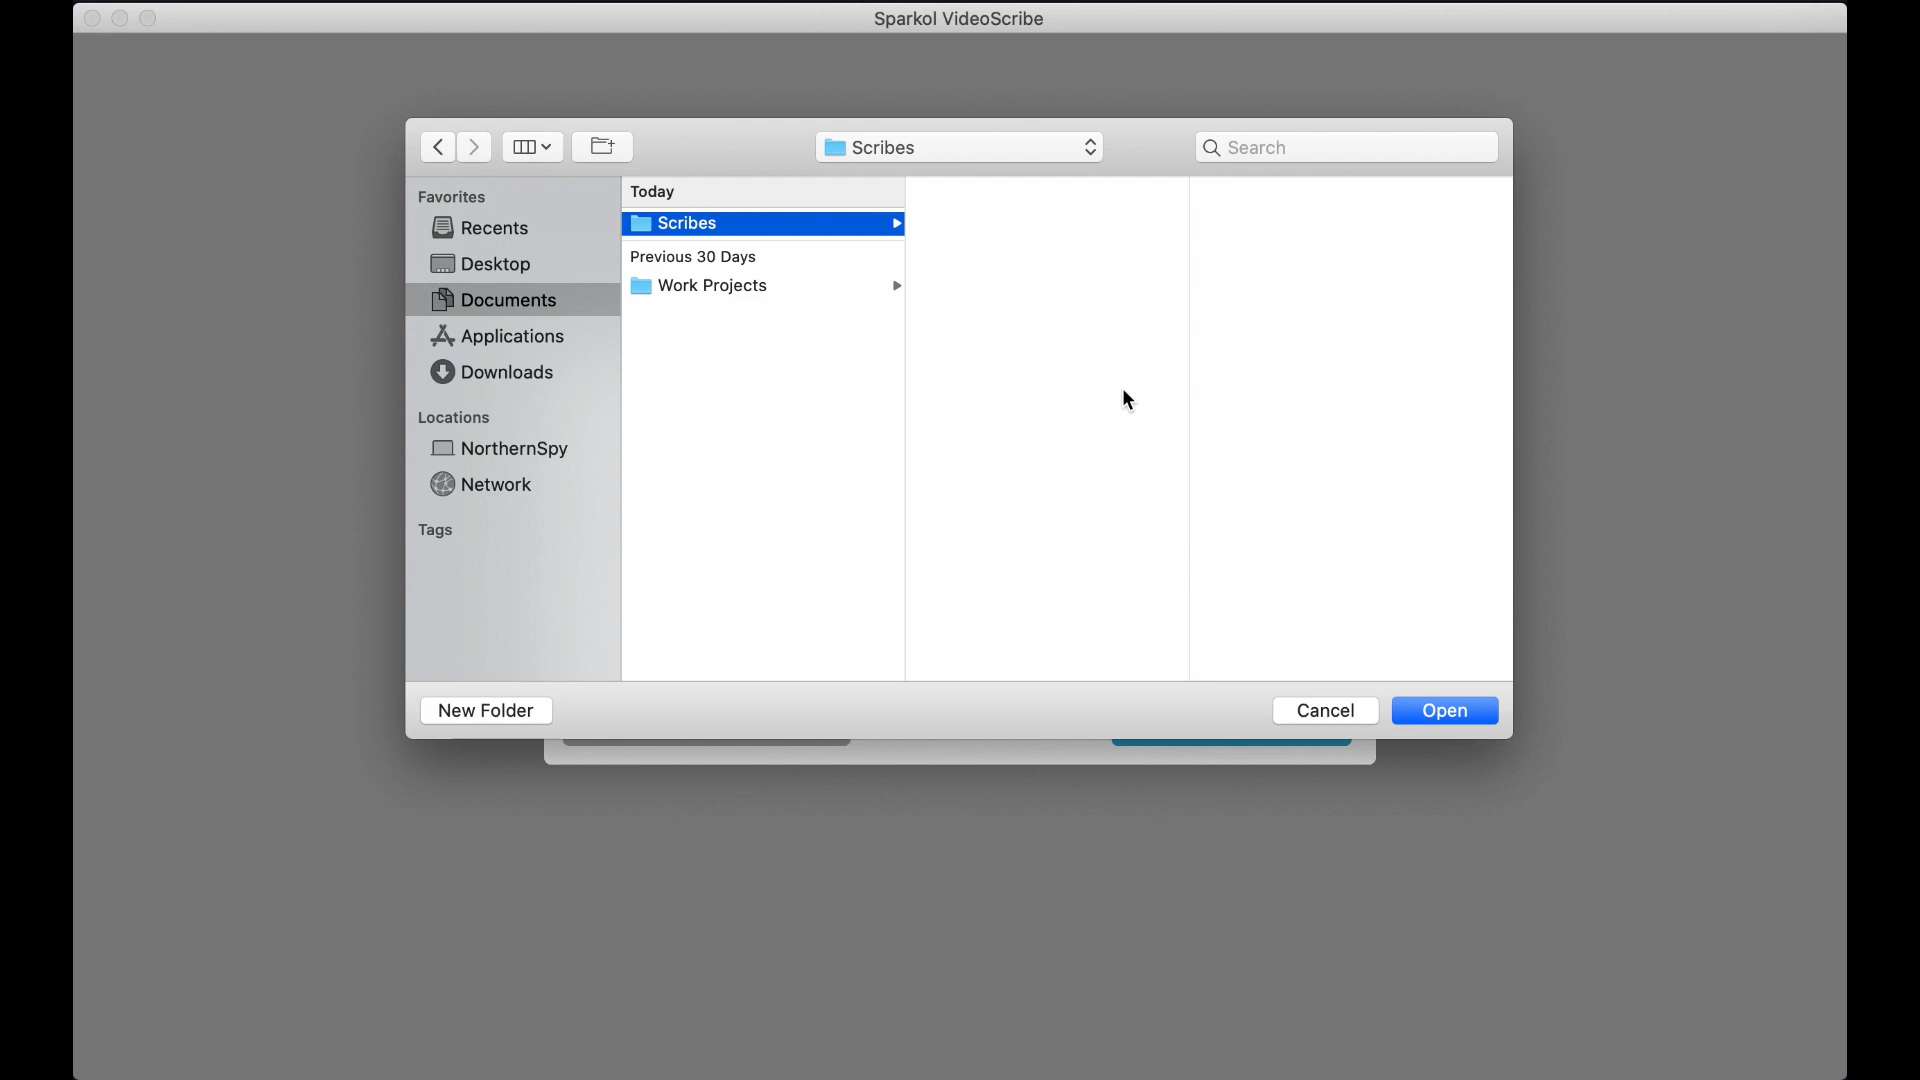 Sparkol VideoScribe
Scribes
Search
Favorites
Recents
Desktop
Documents
Applications
Downloads
Locations
NorthernSpy
Network
Tags
Today
Scribes
Previous 30 Days
Work Projects
New Folder
Cancel
Open